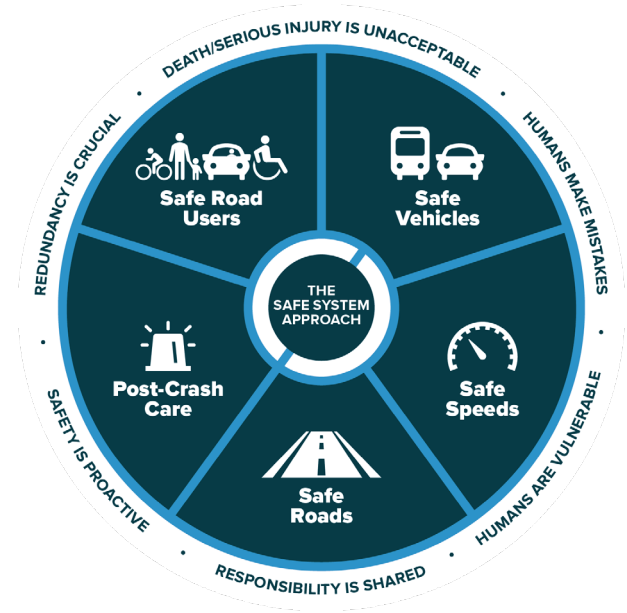 DEATH/SERIOUS INJURY IS UNACCEPTABLE
HUMANS MAKE MISTAKES
HUMANS ARE VULNERABLE
RESPONSIBILITY IS SHARED
SAFETY IS PROACTIVE
REDUNDANCY IS CRUCIAL
Safe Road
Users
Safe
Vehicles
THE
SAFE SYSTEM
APPROACH
Post-Crash
Care
Safe
Speeds
Safe
Roads